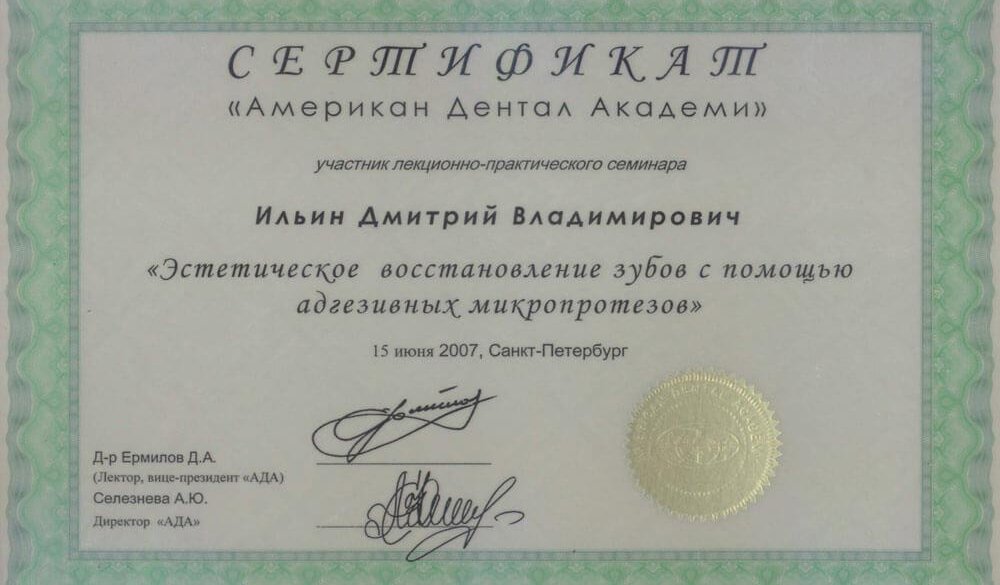 СЕРТИФИКАТ
«Американ Дентал Академи»
участник лекционно-практического семинара
Ильин Дмитрий Владимирович
«Эстетическое восстановление зубов с помощью
адгезивных микропротезов»
15 июня 2007, Санкт-Петербург
Д-р Ермилов Д.А.
(Лектор, вице-президент «АДА)
Селезнева А.Ю.
Директор «АДА»